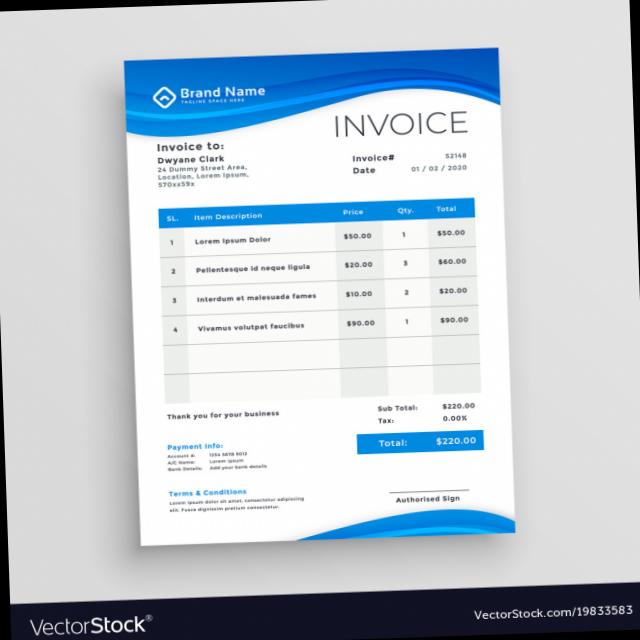 Brand Name
TAGLINE SPACE HERE
INVOICE
Invoice to:
Dwyane Clark
24 Dummy Street Area,
Location, Lorem Ipsum,
570xx59x
Invoice# 52148
Date 01 / 02 / 2020
SL. Item Description Price Qty. Total
1 Lorem Ipsum Dolor $50.00 1 $50.00
2 Pellentesque id neque ligula $20.00 3 $60.00
3 Interdum et malesuada fames $10.00 2 $20.00
4 Vivamus volutpat faucibus $90.00 1 $90.00
Thank you for your business
Sub Total: $220.00
Tax: 0.00%
Total: $220.00
Payment Info:
Account #: 1234 5678 9012
A/C Name: Lorem Ipsum
Bank Details: Add your bank details
Terms & Conditions
Lorem ipsum dolor sit amet, consectetur adipiscing
elit. Fusce dignissim pretium consectetur.
Authorised Sign
VectorStock®
VectorStock.com/19833583